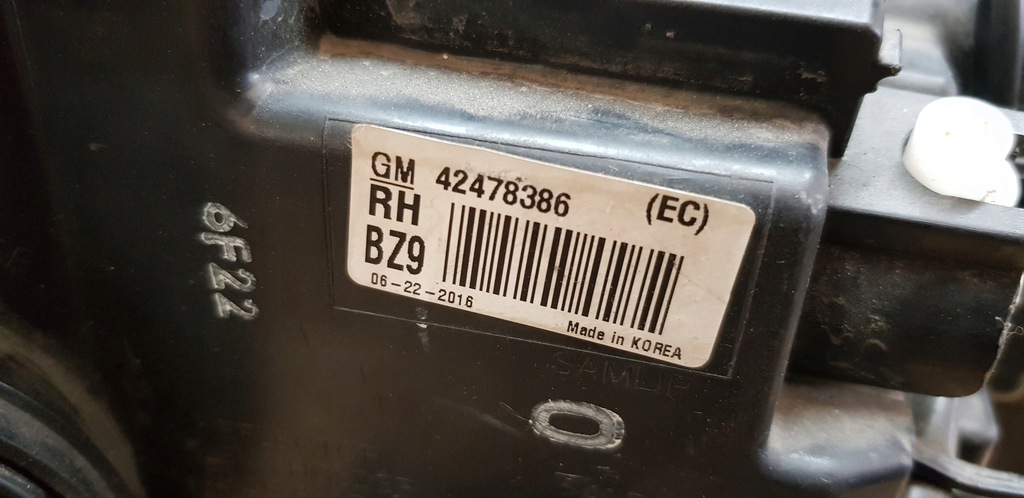 GM 42478386 (EC)
RH
BZ9
06-22-2016
Made in KOREA
SAMLIP
6F22
O